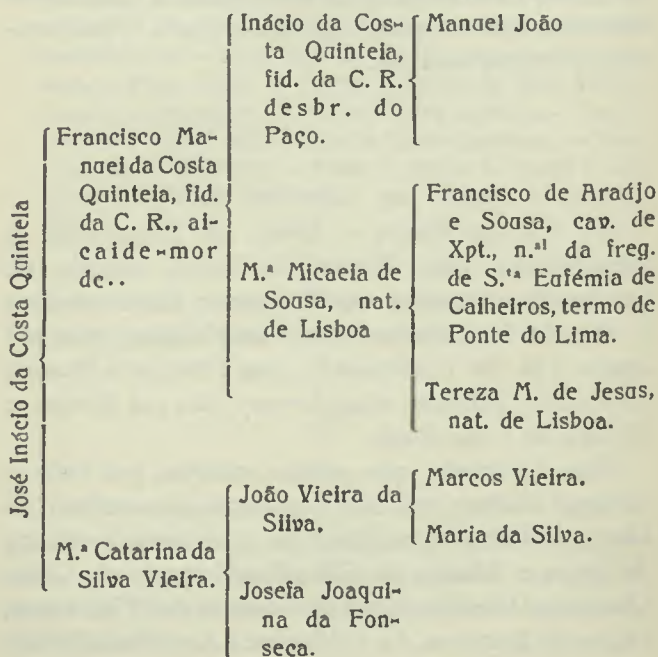 José Inácio da Costa Quintela
Francisco Ma-
nuel da Costa
Quintela, fid.
da C. R., al-
caide-mor
de..
M.ª Catarina da
Silva Vieira.
Inácio da Cos-
ta Quintela,
fid. da C. R.
desbr. do
Paço.
M.ª Micaela de
Sousa, nat.
de Lisboa
João Vieira da
Silva,
Josefa Joaqui-
na da Fon-
seca.
Manuel João
Francisco de Araújo
e Sousa, cav. de
Xpt., n.ªl da freg.
de S.ᵗª Eufémia de
Calheiros, termo de
Ponte do Lima.
Tereza M. de Jesus,
nat. de Lisboa.
Marcos Vieira.
Maria da Silva.